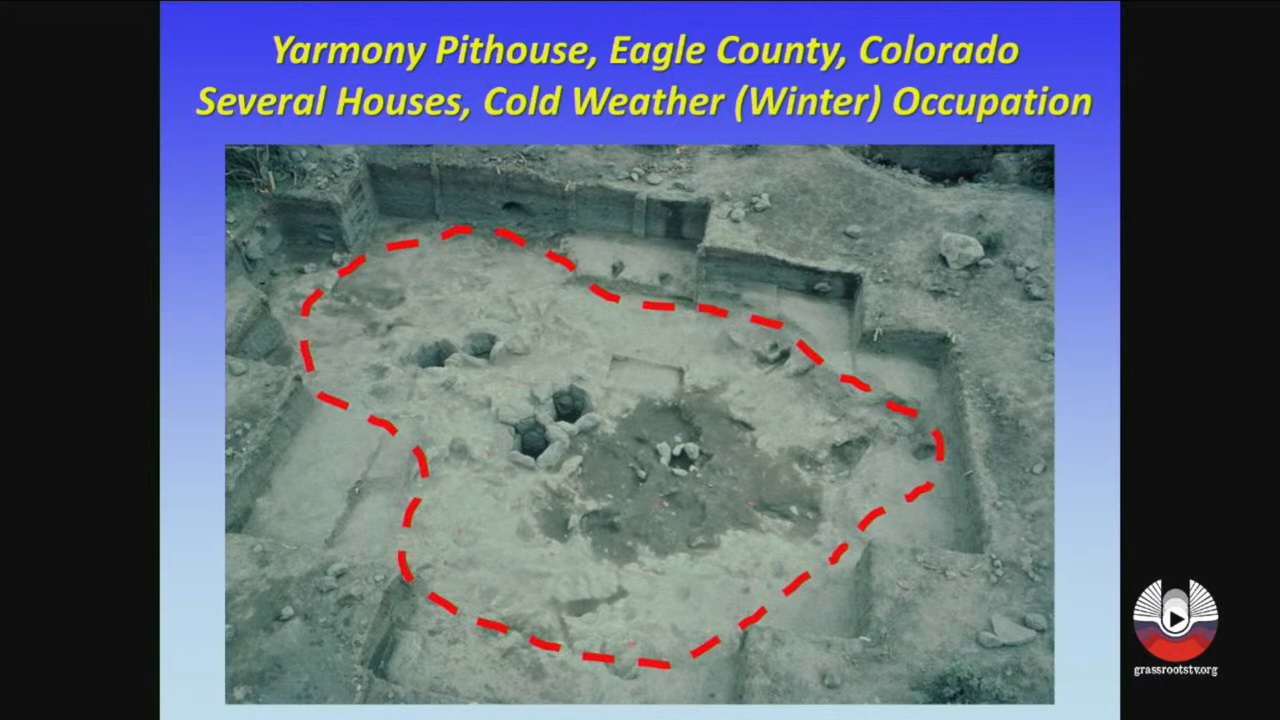 Yarmony Pithouse, Eagle County, Colorado
Several Houses, Cold Weather (Winter) Occupation
grassrootstv.org